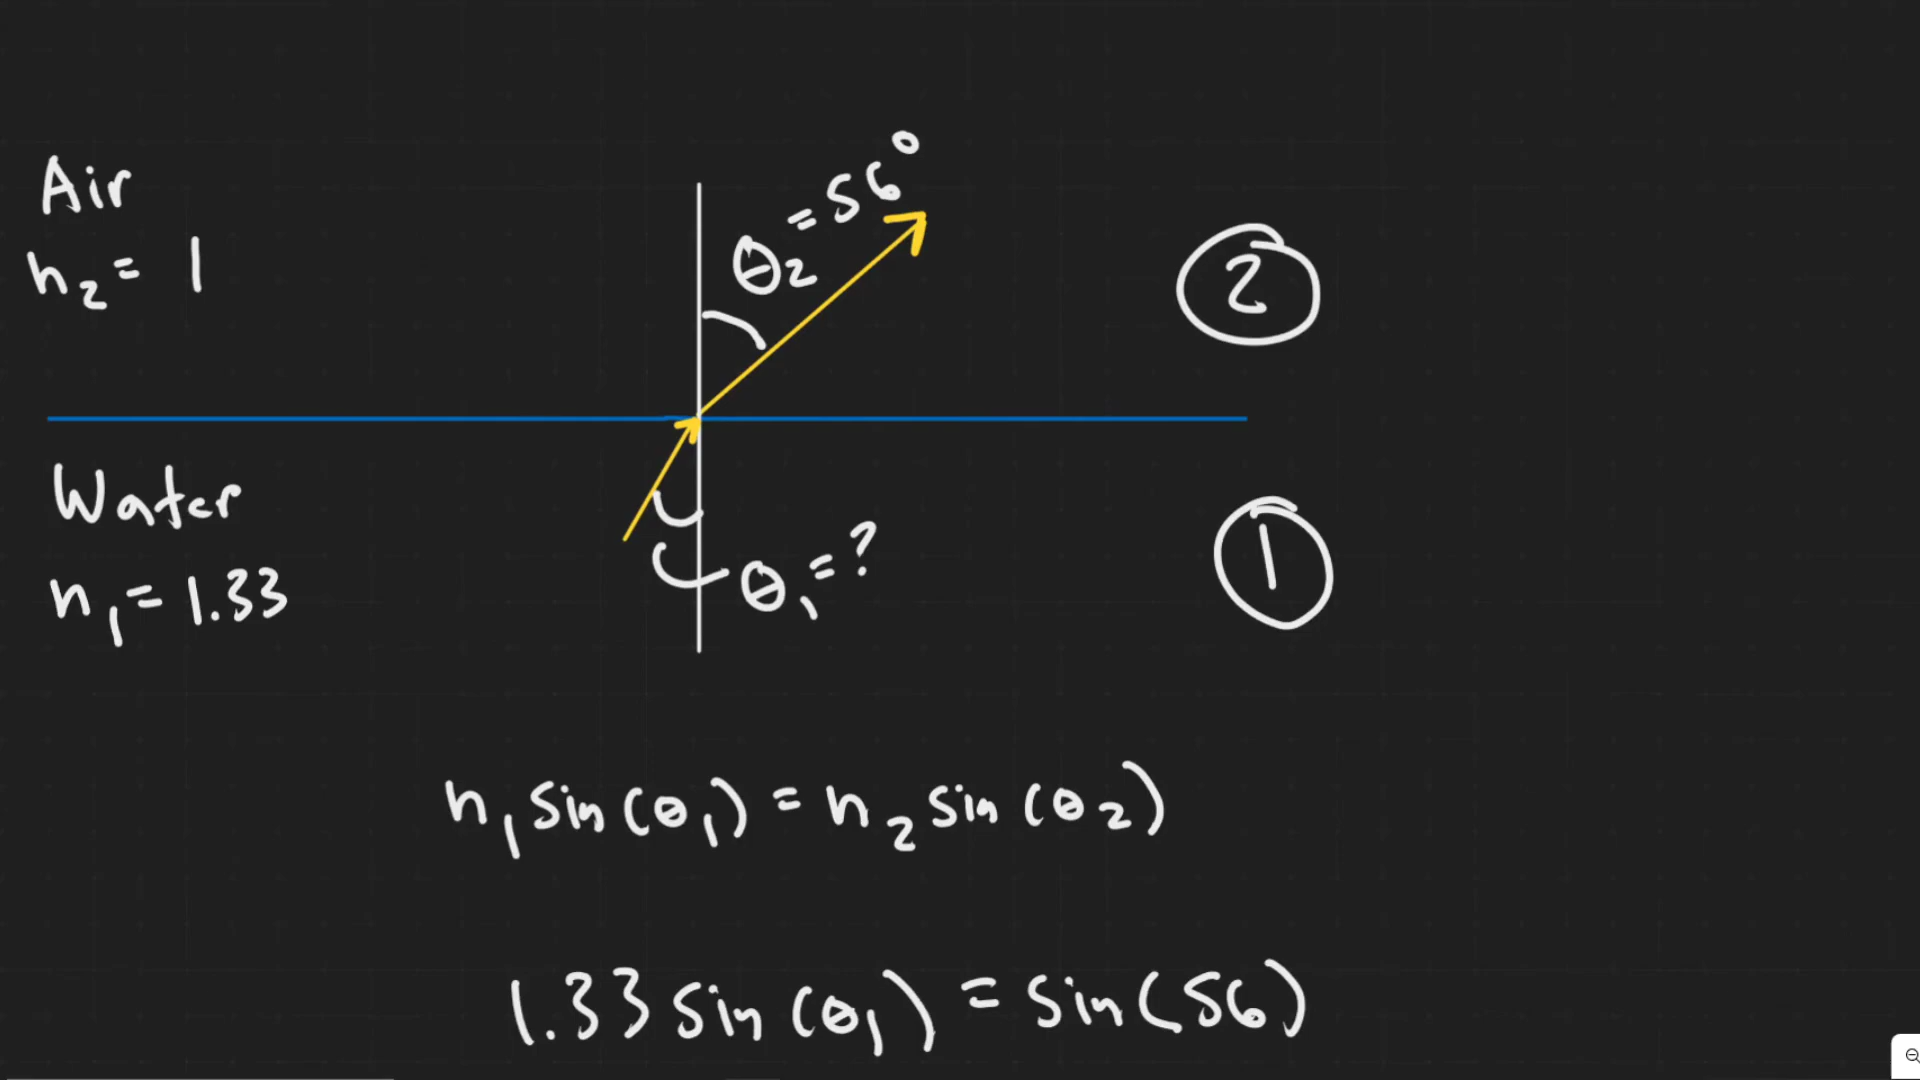 Air
n₂ = 1
θ₂ = 56°
2
Water
n₁ = 1.33
θ₁ = ?
1
n₁ sin(θ₁) = n₂ sin(θ₂)
1.33 sin(θ₁) = sin(56)